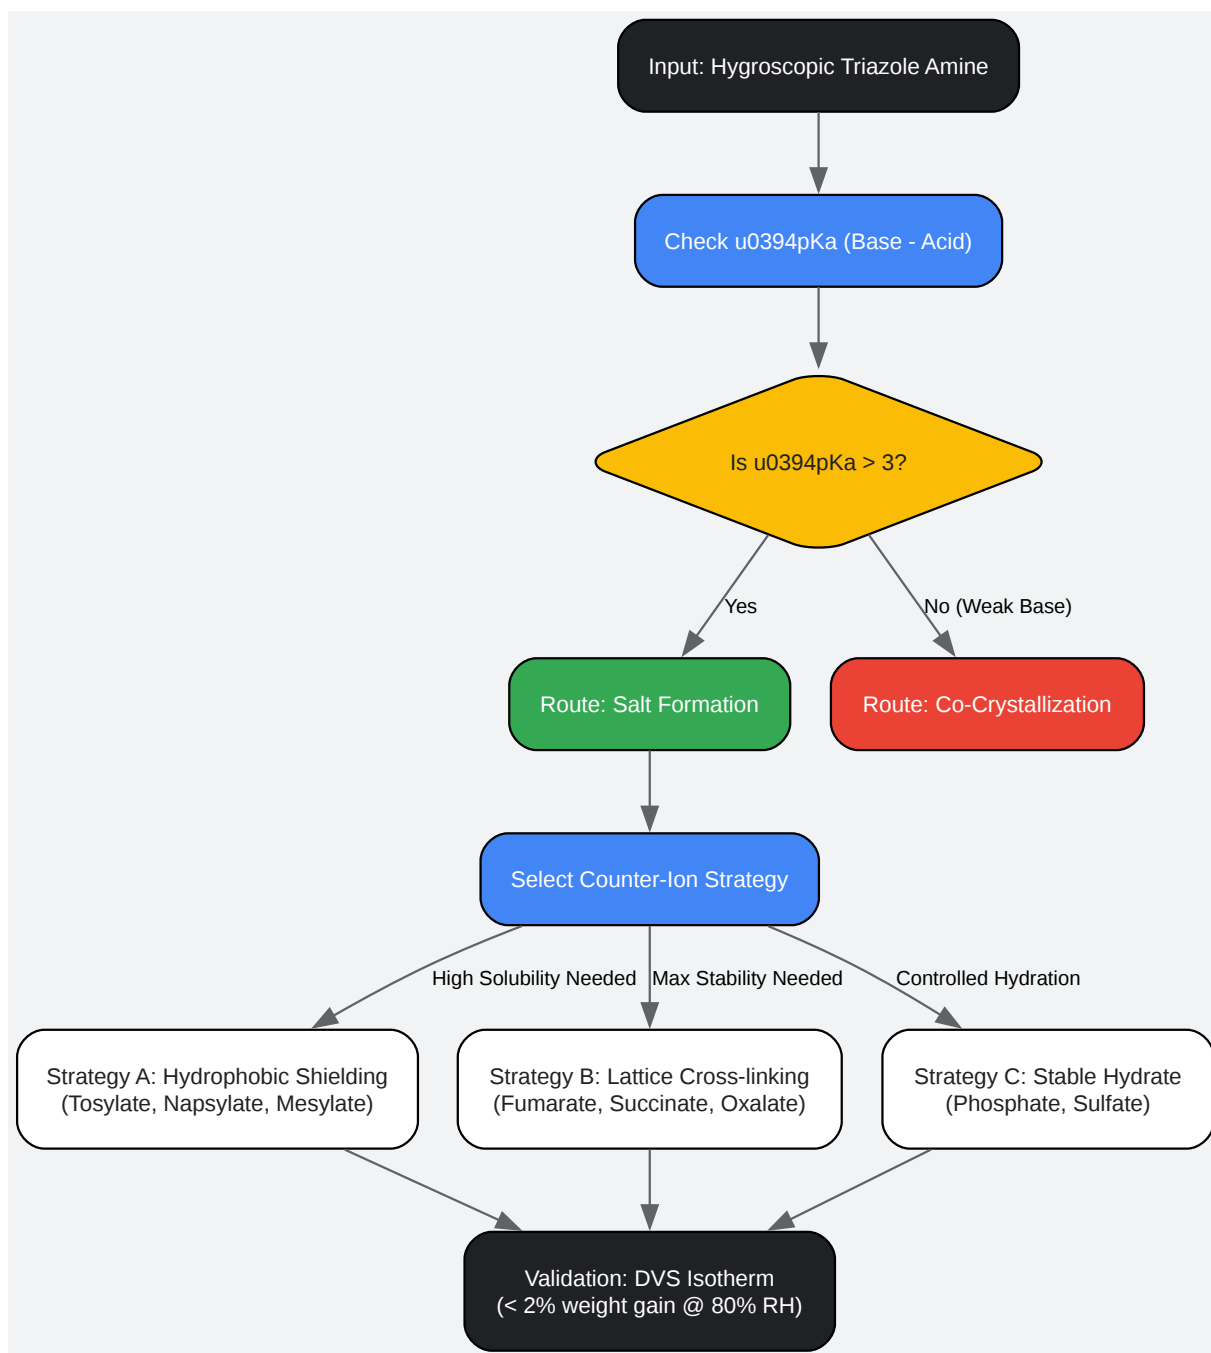 Input: Hygroscopic Triazole Amine
Check u0394pKa (Base - Acid)
Is u0394pKa > 3?
Yes
No (Weak Base)
Route: Salt Formation
Route: Co-Crystallization
Select Counter-Ion Strategy
High Solubility Needed
Max Stability Needed
Controlled Hydration
Strategy A: Hydrophobic Shielding
(Tosylate, Napsylate, Mesylate)
Strategy B: Lattice Cross-linking
(Fumarate, Succinate, Oxalate)
Strategy C: Stable Hydrate
(Phosphate, Sulfate)
Validation: DVS Isotherm
(< 2% weight gain @ 80% RH)